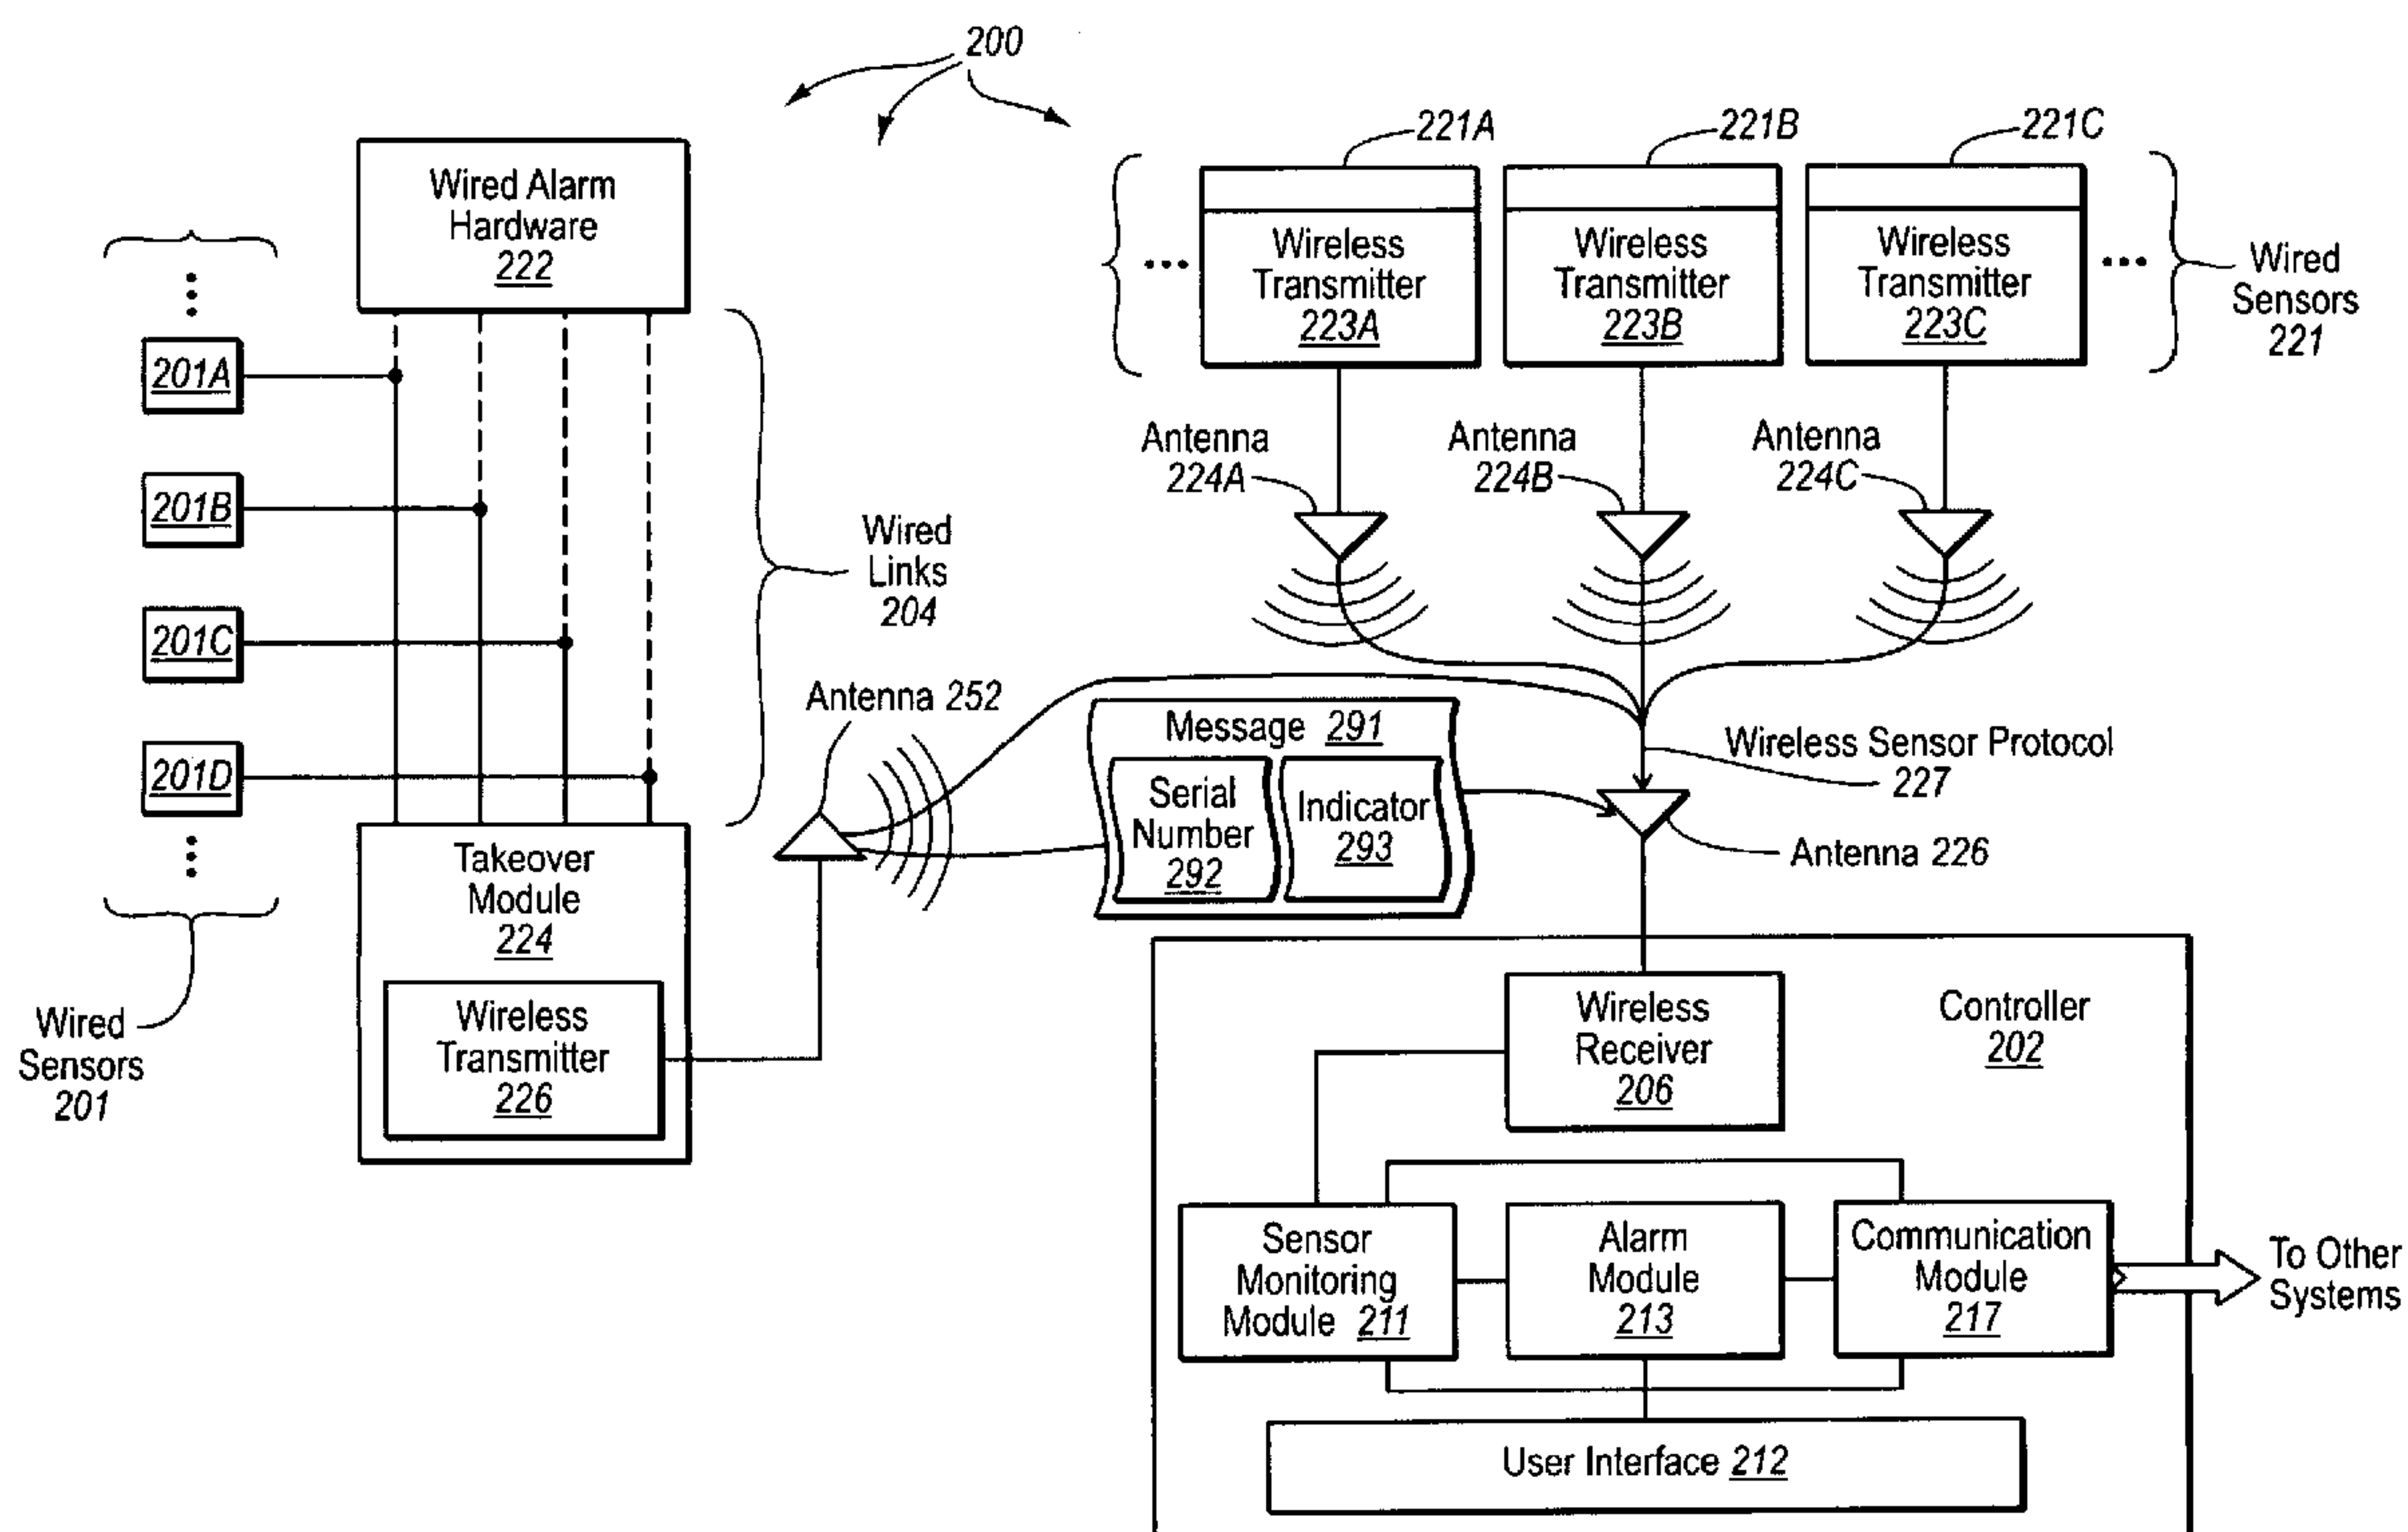 200
Wired Alarm
Hardware
222
201A
201B
201C
201D
Wired
Sensors
201
Wired
Links
204
Takeover
Module
224
Wireless
Transmitter
226
Antenna 252
221A
221B
221C
Wireless
Transmitter
223A
Wireless
Transmitter
223B
Wireless
Transmitter
223C
Wired
Sensors
221
Antenna
224A
Antenna
224B
Antenna
224C
Message 291
Serial
Number
292
Indicator
293
Wireless Sensor Protocol
227
Antenna 226
Controller
202
Wireless
Receiver
206
Sensor
Monitoring
Module 211
Alarm
Module
213
Communication
Module
217
To Other
Systems
User Interface 212